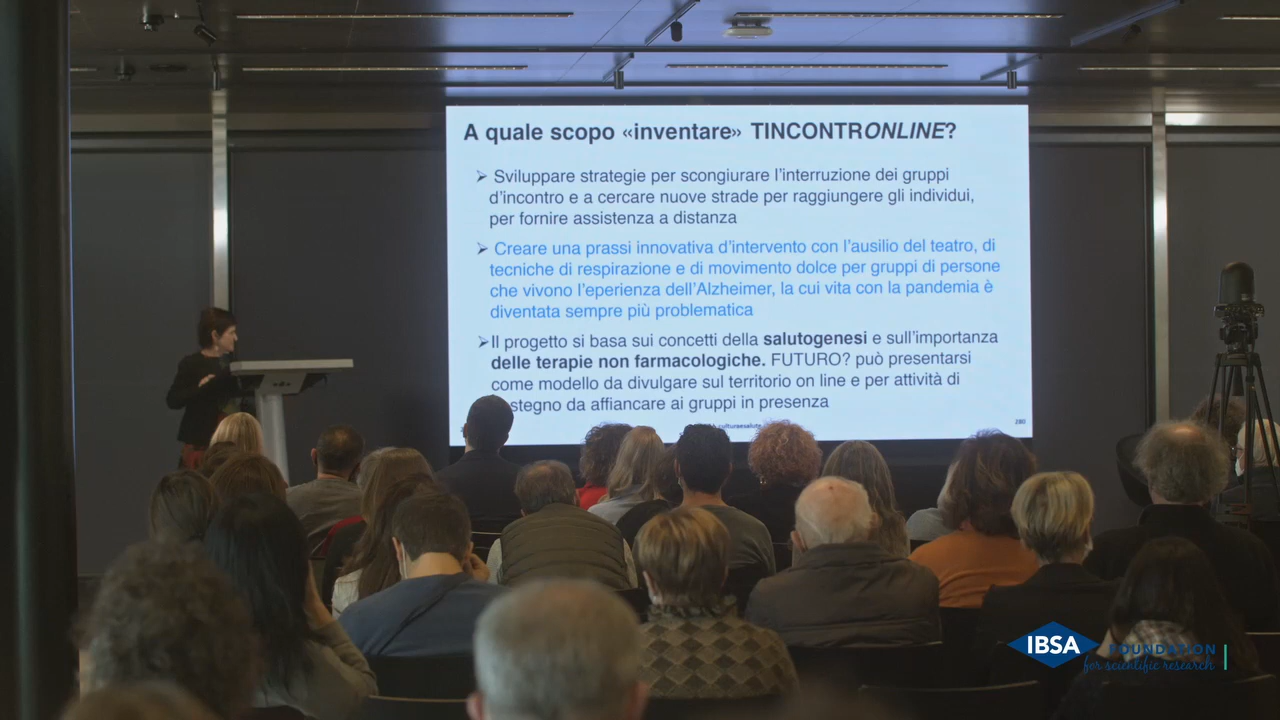 A quale scopo «inventare» TINCONTRONLINE?
➢ Sviluppare strategie per scongiurare l'interruzione dei gruppi
d'incontro e a cercare nuove strade per raggiungere gli individui,
per fornire assistenza a distanza
➢ Creare una prassi innovativa d'intervento con l'ausilio del teatro, di
tecniche di respirazione e di movimento dolce per gruppi di persone
che vivono l'eperienza dell'Alzheimer, la cui vita con la pandemia è
diventata sempre più problematica
➢Il progetto si basa sui concetti della salutogenesi e sull'importanza
delle terapie non farmacologiche. FUTURO? può presentarsi
come modello da divulgare sul territorio on line e per attività di
stegno da affiancare ai gruppi in presenza
culturaesalute
280
IBSA
FOUNDATION
for scientific research